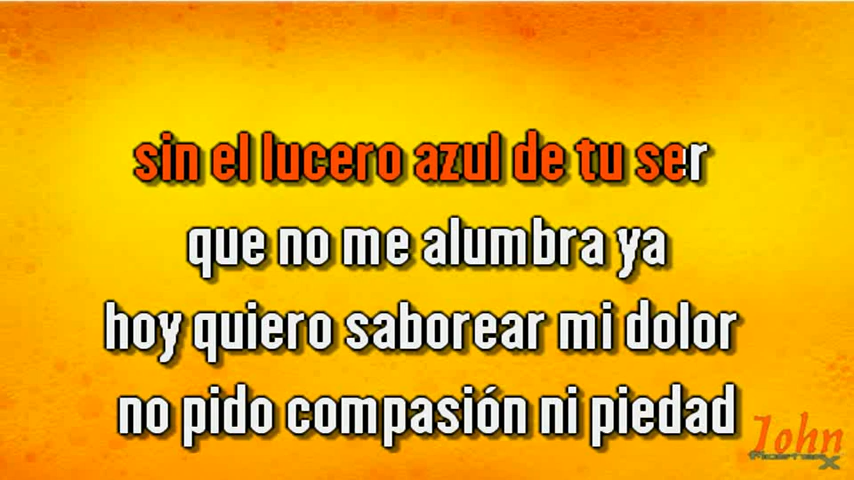 sin el lucero azul de tu ser
que no me alumbra ya
hoy quiero saborear mi dolor
no pido compasión ni piedad
John